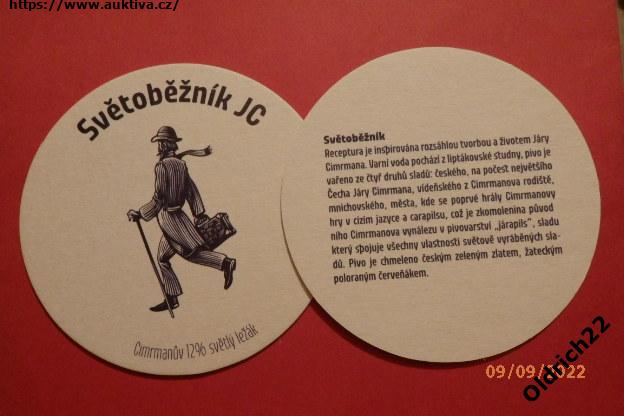 https://www.auktiva.cz/
Světoběžník JC
Cimrmanův 12% světlý ležák
Světoběžník
Receptura je inspirována rozsáhlou tvorbou a životem Járy
Cimrmana. Varní voda pochází z liptákovské studny, pivo je
vařeno ze čtyř druhů sladů: českého, na počest největšího
Čecha Járy Cimrmana, vídeňského z Cimrmanova rodiště,
mnichovského, města, kde se poprvé hrály Cimrmanovy
hry v cizím jazyce a carapilsu, což je zkomolenina původ
ního Cimrmanova vynálezu v pivovarství „járapils", sladu
který spojuje všechny vlastnosti světově vyráběných sla-
dů. Pivo je chmeleno českým zeleným zlatem, žateckým
poloraným červeňákem.
09/09/2022
Oldrich22